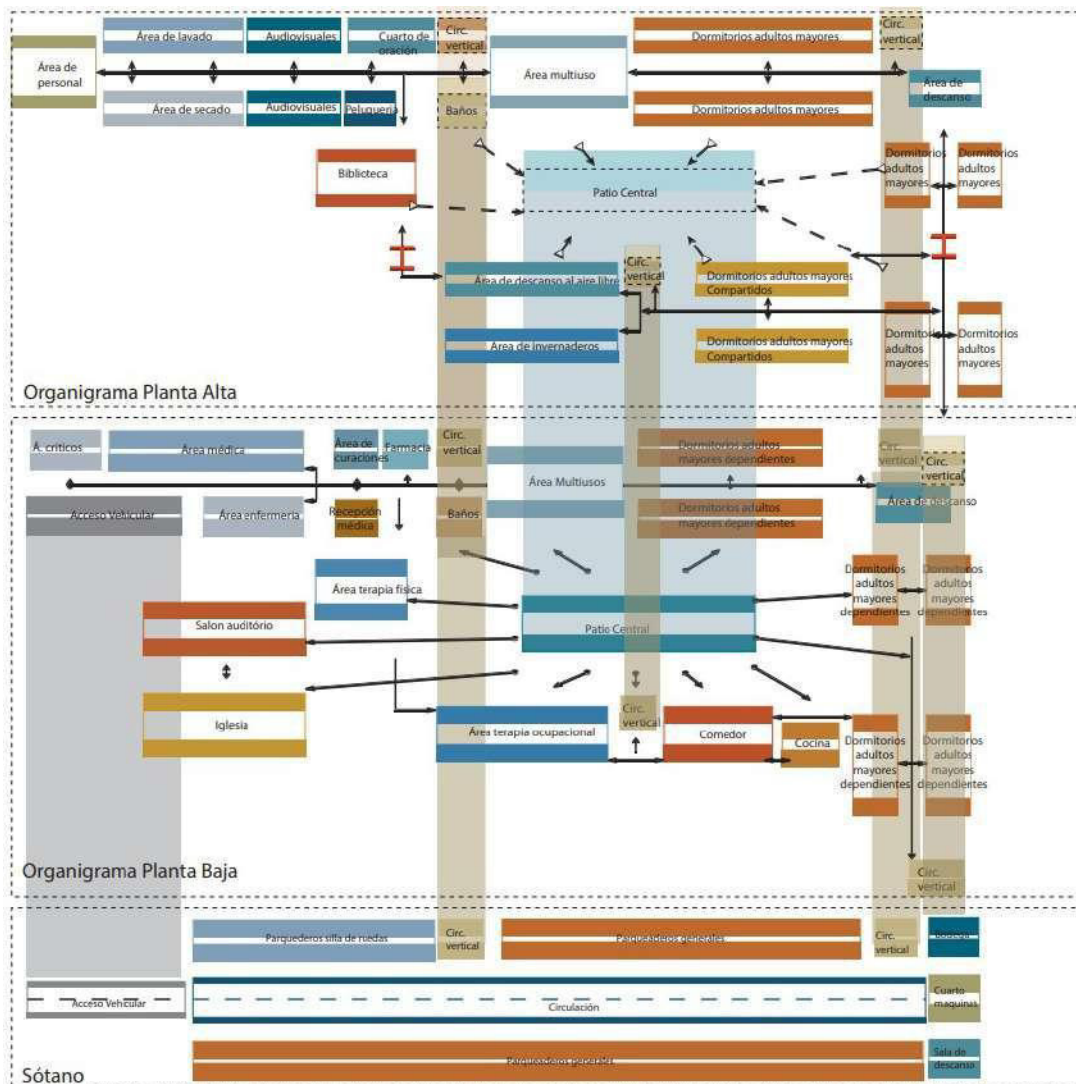 Área de lavado
Audiovisuales
Cuarto de
oración
Circ.
vertical
Dormitorios adultos mayores
Circ.
vertical
Área de
personal
Área multiuso
Área de
descanso
Área de secado
Audiovisuales
Peluquería
Baños
Dormitorios adultos mayores
Biblioteca
Patio Central
Dormitorios
adultos
mayores
Dormitorios
adultos
mayores
Área de descanso al aire libre
Circ.
vertical
Dormitorios adultos mayores
Compartidos
Área de invernaderos
Dormitorios adultos mayores
Compartidos
Dormitorios
adultos
mayores
Dormitorios
adultos
mayores
Organigrama Planta Alta
A. criticos
Área médica
Área de
curaciones
Farmacia
Circ.
vertical
Dormitorios adultos
mayores dependientes
Circ.
vertical
Circ.
vertical
Área Multiusos
Área de descanso
Acceso Vehicular
Área enfermería
Recepción
médica
Baños
Dormitorios adultos
mayores dependientes
Área terapia física
Dormitorios
adultos
mayores
dependientes
Dormitorios
adultos
mayores
dependientes
Salon auditório
Patio Central
Iglesia
Área terapia ocupacional
Circ.
vertical
Comedor
Cocina
Dormitorios
adultos
mayores
dependientes
Dormitorios
adultos
mayores
dependientes
Organigrama Planta Baja
Circ.
vertical
Parquederos silla de ruedas
Circ.
vertical
Parqueaderos generales
Circ.
vertical
Bodega
Acceso Vehicular
Circulación
Cuarto
maquinas
Parqueaderos generales
Sala de
descanso
Sótano